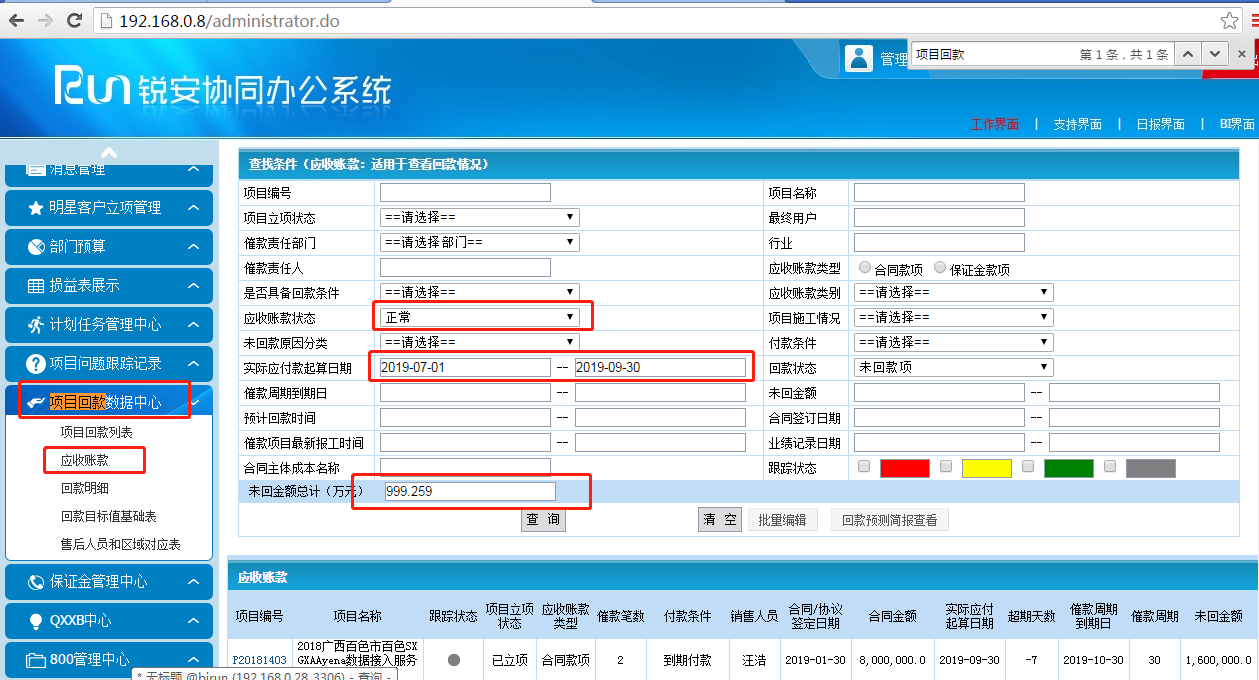 192.168.0.8/administrator.do
项目回款 第 1 条，共 1 条
Run 锐安协同办公系统
管理
工作界面 | 支持界面 | 日报界面 | BI界面
消息管理
明星客户立项管理
部门预算
损益表展示
计划任务管理中心
项目问题跟踪记录
项目回款数据中心
项目回款列表
应收账款
回款明细
回款目标值基础表
售后人员和区域对应表
保证金管理中心
QXXB中心
800管理中心
查找条件（应收账款：适用于查看回款情况）
项目编号 项目名称
项目立项状态 ==请选择== 最终用户
催款责任部门 ==请选择部门== 行业
催款责任人 应收账款类型 合同款项 保证金款项
是否具备回款条件 ==请选择== 应收账款类别 ==请选择==
应收账款状态 正常 项目施工情况 ==请选择==
未回款原因分类 ==请选择== 付款条件 ==请选择==
实际应付款起算日期 2019-07-01 -- 2019-09-30 回款状态 未回款项
催款周期到期日 -- 未回金额 --
预计回款时间 -- 合同签订日期 --
催款项目最新报工时间 -- 业绩记录日期 --
合同主体成本名称 跟踪状态
未回金额总计（万元） 999.259
查 询 清 空 批量编辑 回款预测简报查看
应收账款
项目编号 项目名称 跟踪状态 项目立项状态 应收账款类型 催款笔数 付款条件 销售人员 合同/协议签定日期 合同金额 实际应付起算日期 超期天数 催款周期到期日 催款周期 未回金额
P20181403 2018广西百色市百色SXGXAAyena数据接入服务 已立项 合同款项 2 到期付款 汪浩 2019-01-30 8,000,000.0 2019-09-30 -7 2019-10-30 30 1,600,000.0
* 无标题 @birun (192.168.0.28_3306) - 查询 -